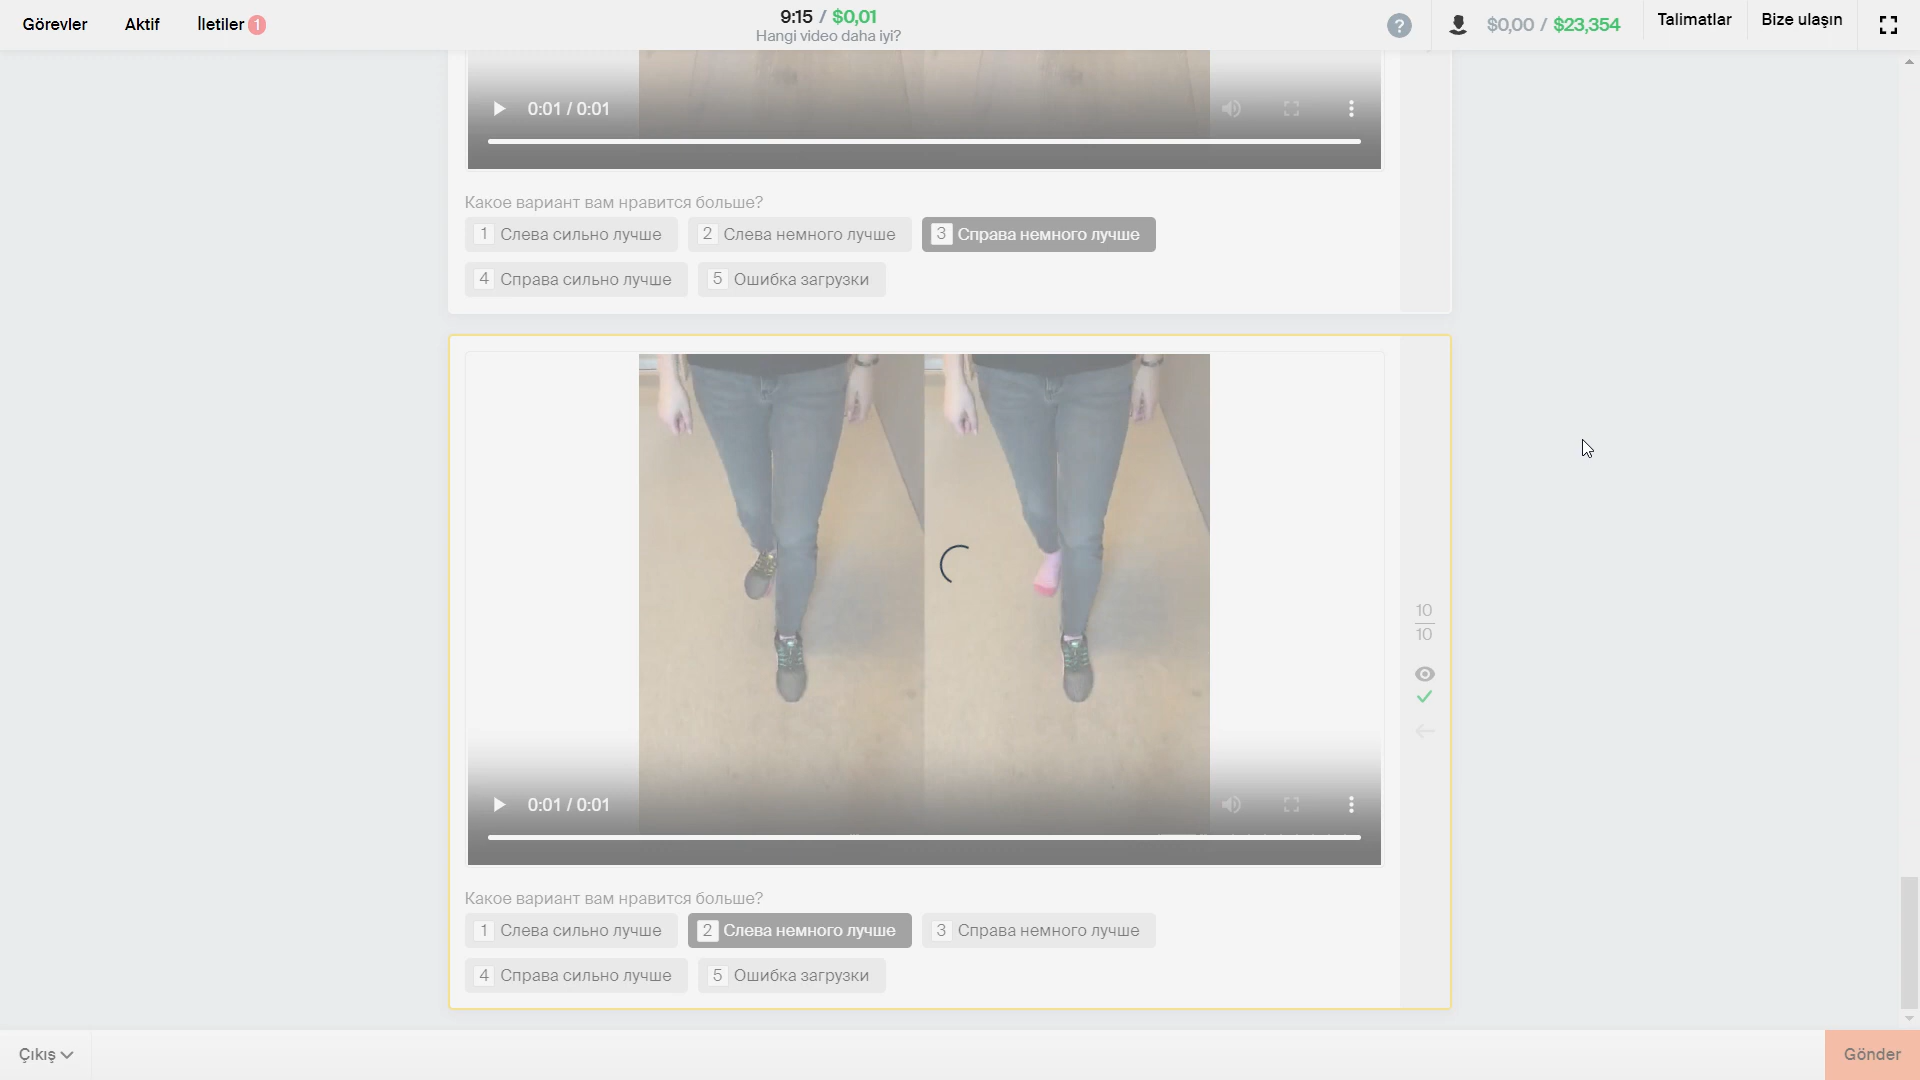 Görevler Aktif İletiler 1
9:15 / $0,01
Hangi video daha iyi?
? $0,00 / $23,354 Talimatlar Bize ulaşın
0:01 / 0:01
Какое вариант вам нравится больше?
1 Слева сильно лучше 2 Слева немного лучше 3 Справа немного лучше
4 Справа сильно лучше 5 Ошибка загрузки
10
10
0:01 / 0:01
Какое вариант вам нравится больше?
1 Слева сильно лучше 2 Слева немного лучше 3 Справа немного лучше
4 Справа сильно лучше 5 Ошибка загрузки
Çıkış Gönder